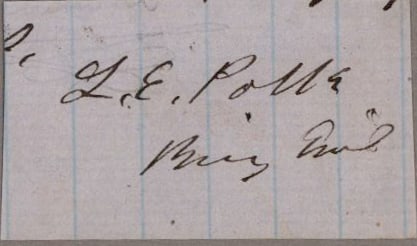 L. E. Polk
Brig Genl